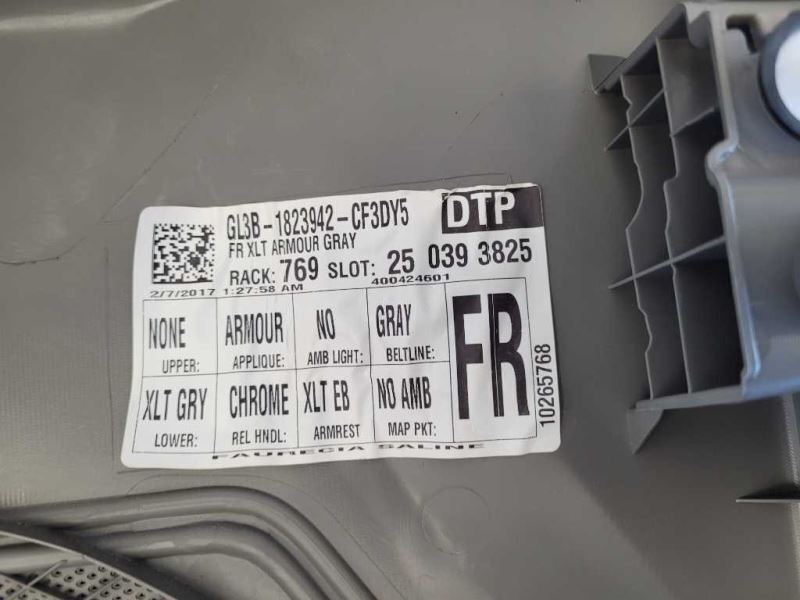 GL3B-1823942-CF3DY5
DTP
FR XLT ARMOUR GRAY
RACK: 769 SLOT: 25 039 3825
2/7/2017 1:27:58 AM
400424601
NONE ARMOUR NO GRAY
UPPER: APPLIQUE: AMB LIGHT: BELTLINE:
FR
XLT GRY CHROME XLT EB NO AMB
LOWER: REL HNDL: ARMREST MAP PKT:
FAURECIA SALINE
10265768